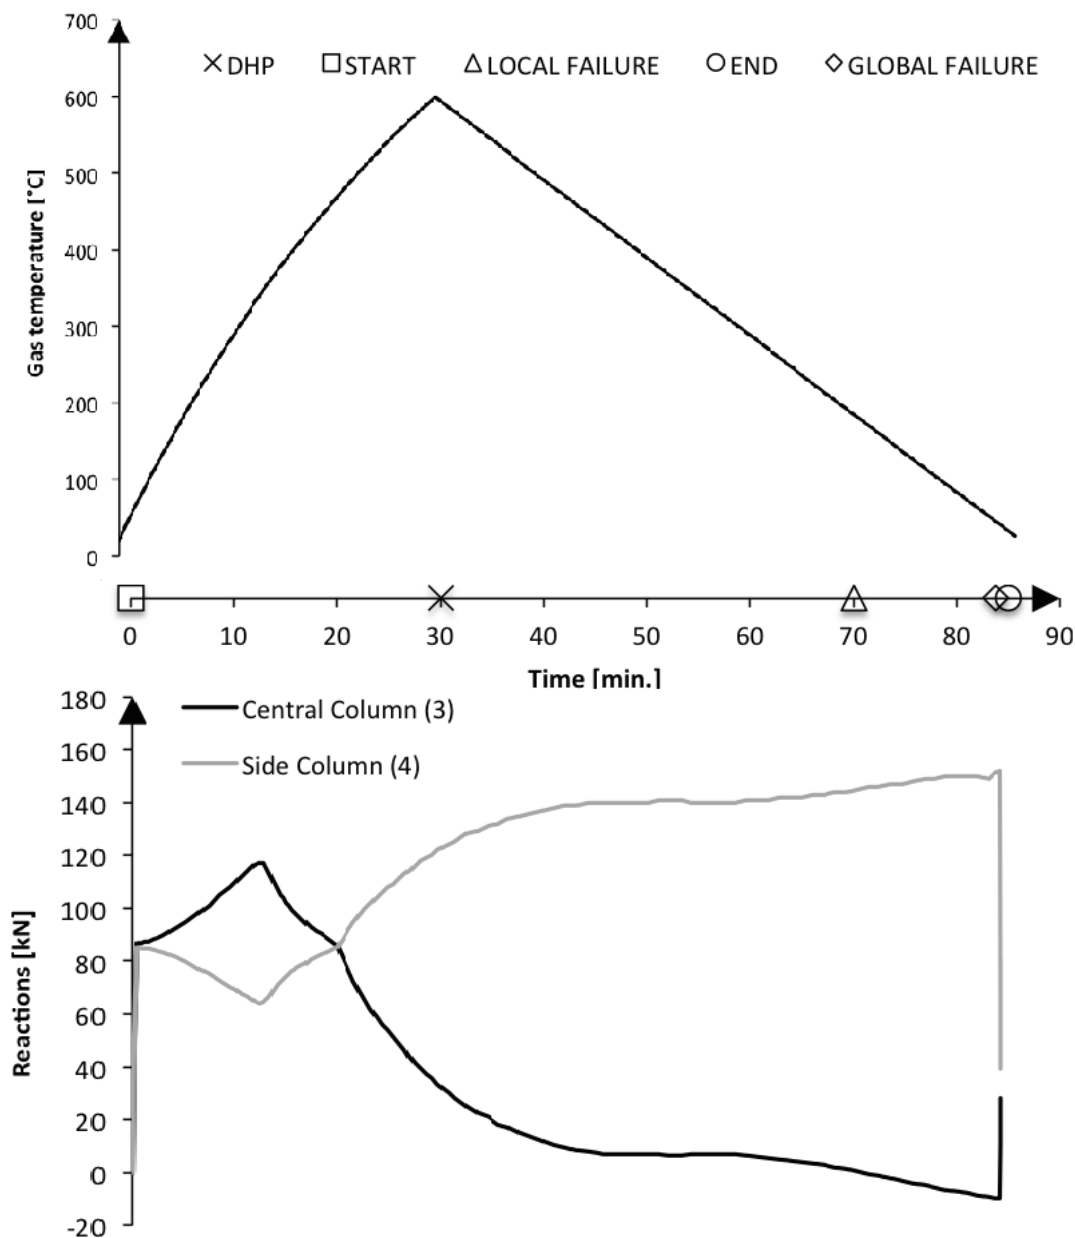 700
DHP START LOCAL FAILURE END GLOBAL FAILURE
600
500
400
300
200
100
0
Gas temperature [°C]
0 10 20 30 40 50 60 70 80 90
Time [min.]
180
Central Column (3)
160
Side Column (4)
140
120
100
80
60
40
20
0
-20
Reactions [kN]